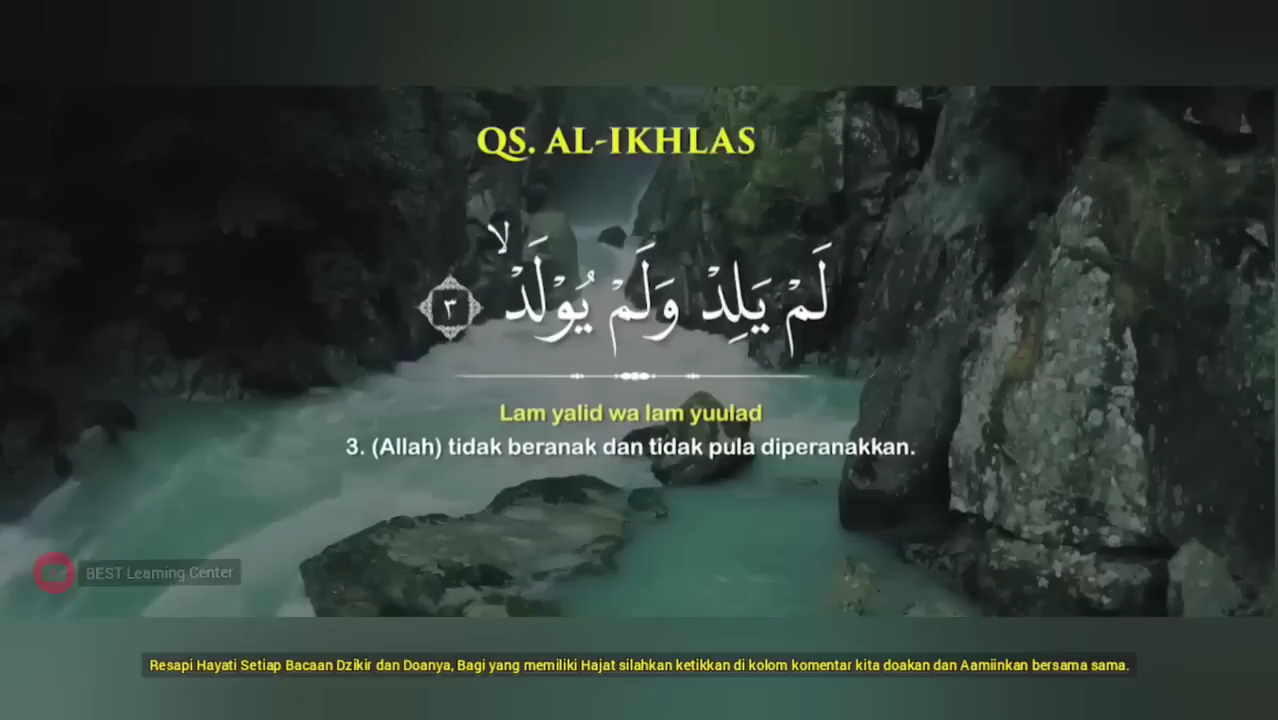 QS. AL-IKHLAS
لَمْ يَلِدْ وَلَمْ يُوْلَدْۙ ٣
Lam yalid wa lam yuulad
3. (Allah) tidak beranak dan tidak pula diperanakkan.
BEST Learning Center
Resapi Hayati Setiap Bacaan Dzikir dan Doanya, Bagi yang memiliki Hajat silahkan ketikkan di kolom komentar kita doakan dan Aamiinkan bersama sama.